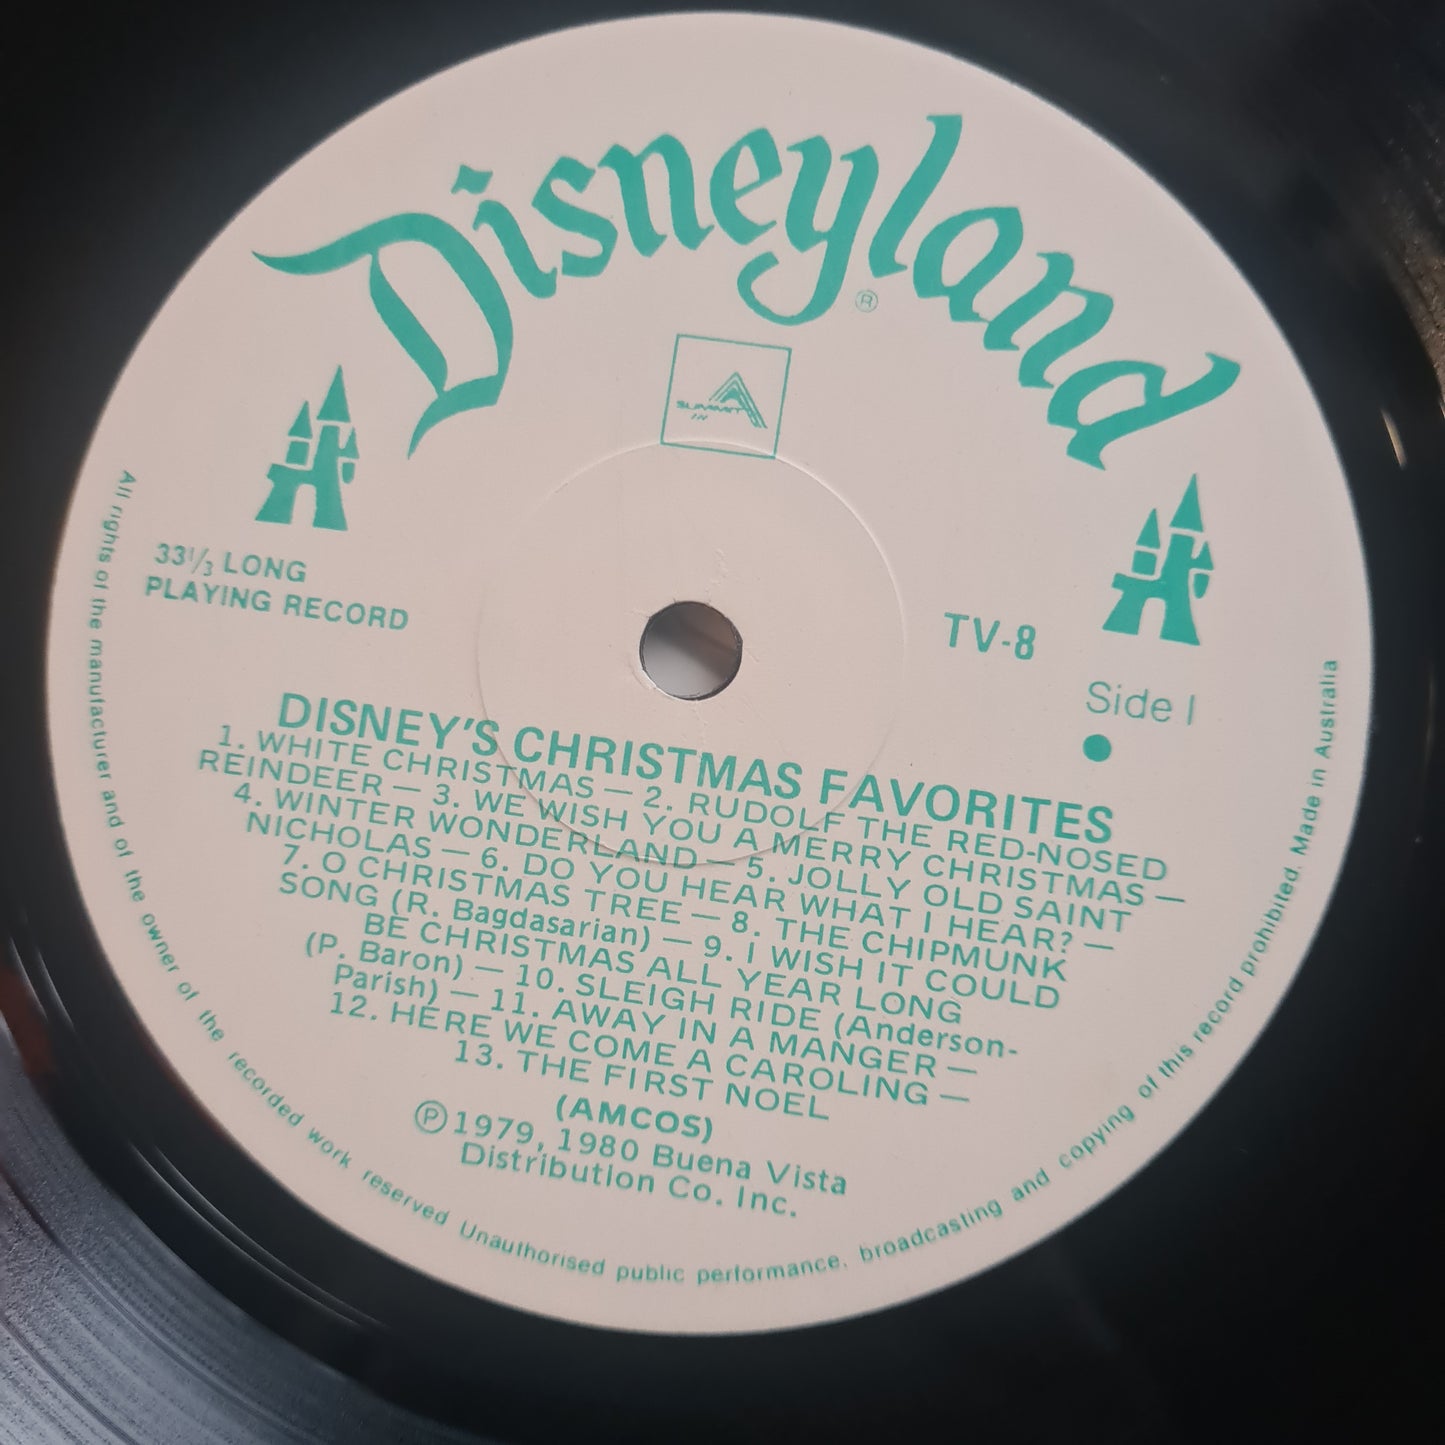 Disneyland
®
SUMMIT
33⅓ LONG
PLAYING RECORD
TV-8
Side I
DISNEY'S CHRISTMAS FAVORITES
1. WHITE CHRISTMAS — 2. RUDOLF THE RED-NOSED
REINDEER — 3. WE WISH YOU A MERRY CHRISTMAS —
4. WINTER WONDERLAND — 5. JOLLY OLD SAINT
NICHOLAS — 6. DO YOU HEAR WHAT I HEAR? —
7. O CHRISTMAS TREE — 8. THE CHIPMUNK
SONG (R. Bagdasarian) — 9. I WISH IT COULD
BE CHRISTMAS ALL YEAR LONG
(P. Baron) — 10. SLEIGH RIDE (Anderson-
Parish) — 11. AWAY IN A MANGER —
12. HERE WE COME A CAROLING —
13. THE FIRST NOEL
(AMCOS)
Ⓟ 1979, 1980 Buena Vista
Distribution Co. Inc.
All rights of the manufacturer and of the owner of the recorded work reserved Unauthorised public performance, broadcasting and copying of this record prohibited. Made in Australia